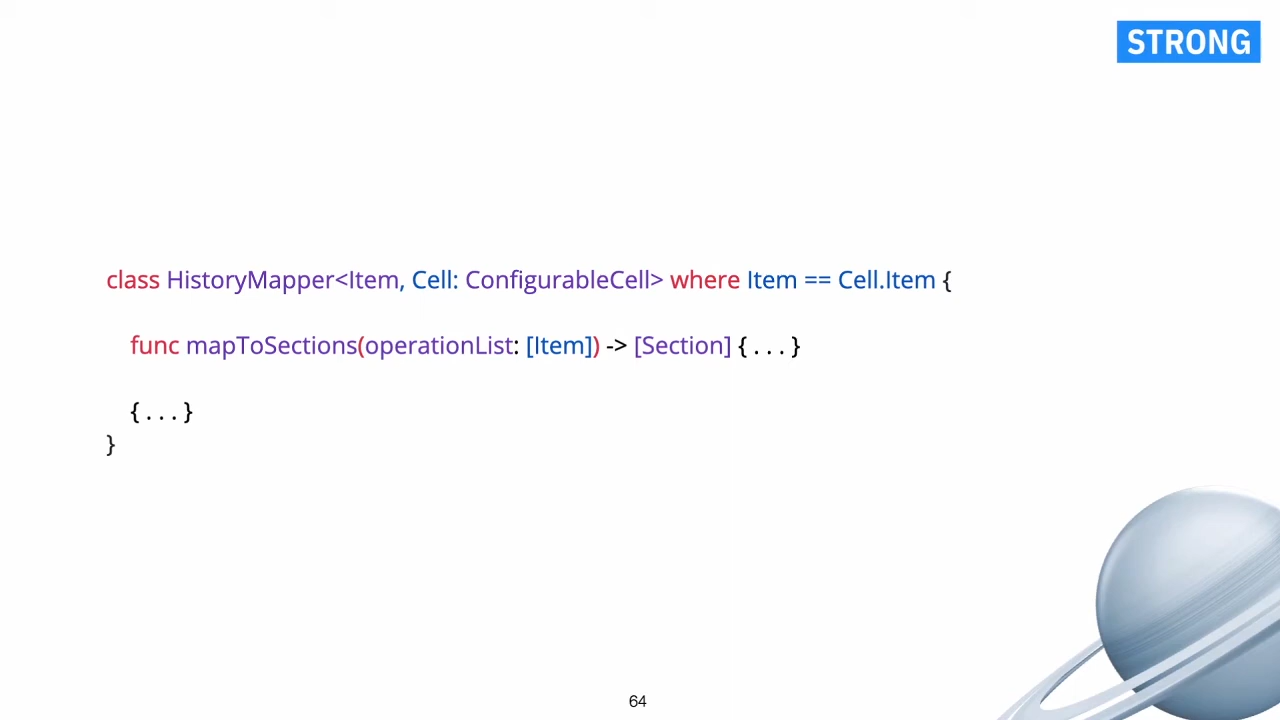 STRONG
class HistoryMapper<Item, Cell: ConfigurableCell> where Item == Cell.Item {
func mapToSections(operationList: [Item]) -> [Section] { . . . }
{ . . . }
}
64